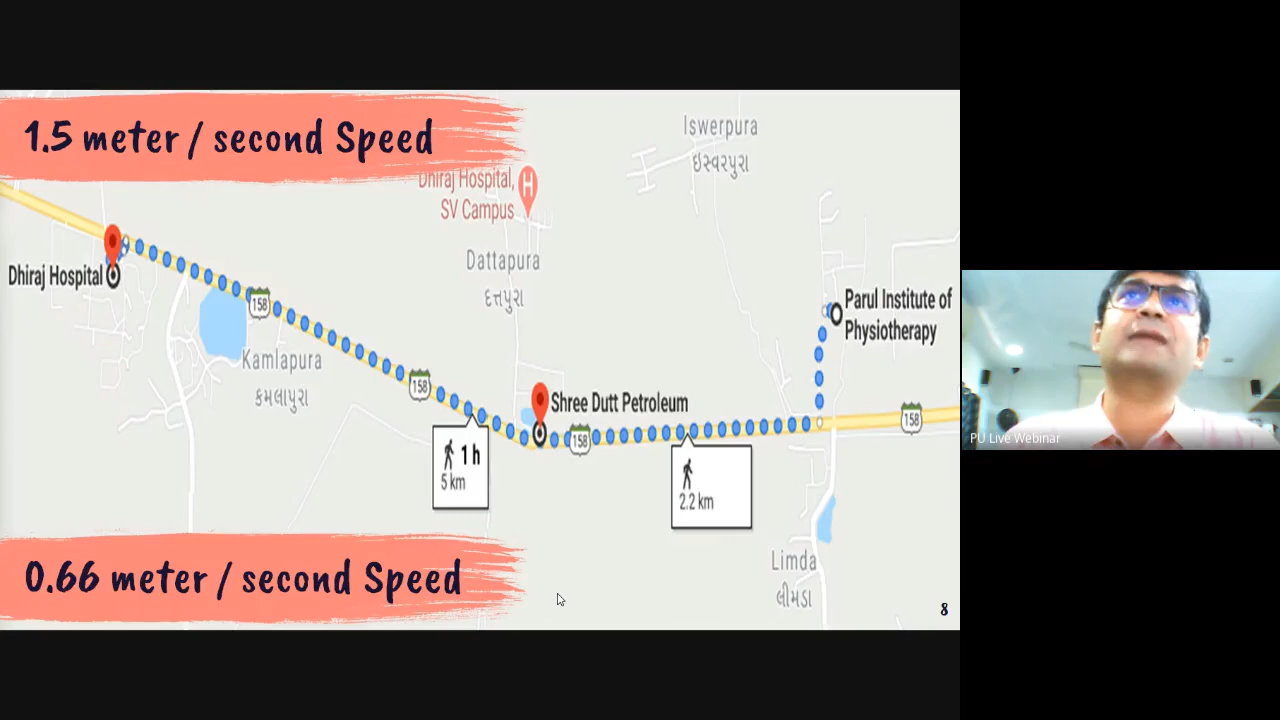 1.5 meter / second Speed
Iswerpura
ઇસ્વરપુરા
Dhiraj Hospital,
SV Campus
Dattapura
દત્તપુરા
Dhiraj Hospital
158
Parul Institute of
Physiotherapy
Kamlapura
કમલાપુરા
158
Shree Dutt Petroleum
158
158
1 h
5 km
2.2 km
PU Live Webinar
Limda
લીમડા
0.66 meter / second Speed
8